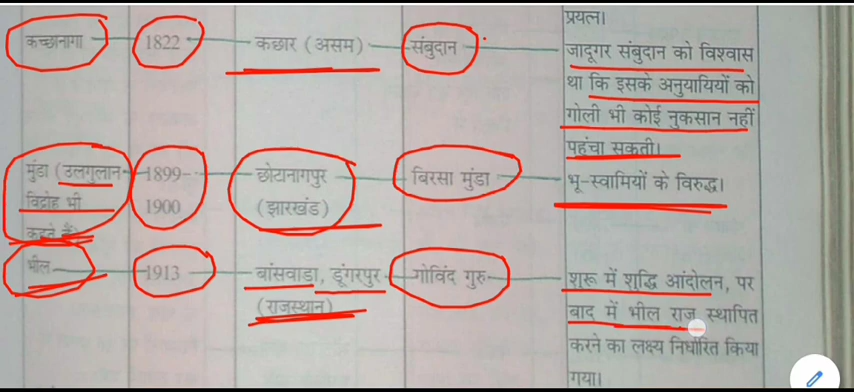 प्रयत्न।
कच्छानागा 1822 कछार (असम) संबुदान जादूगर संबुदान को विश्वास
था कि इसके अनुयायियों को
गोली भी कोई नुकसान नहीं
पहुंचा सकती।
मुंडा (उलगुलान 1899- छोटानागपुर बिरसा मुंडा भू-स्वामियों के विरुद्ध।
विद्रोह भी 1900 (झारखंड)
कहते हैं)
भील 1913 बांसवाड़ा, डूंगरपुर गोविंद गुरु शुरू में शुद्धि आंदोलन, पर
(राजस्थान) बाद में भील राज स्थापित
करने का लक्ष्य निर्धारित किया
गया।